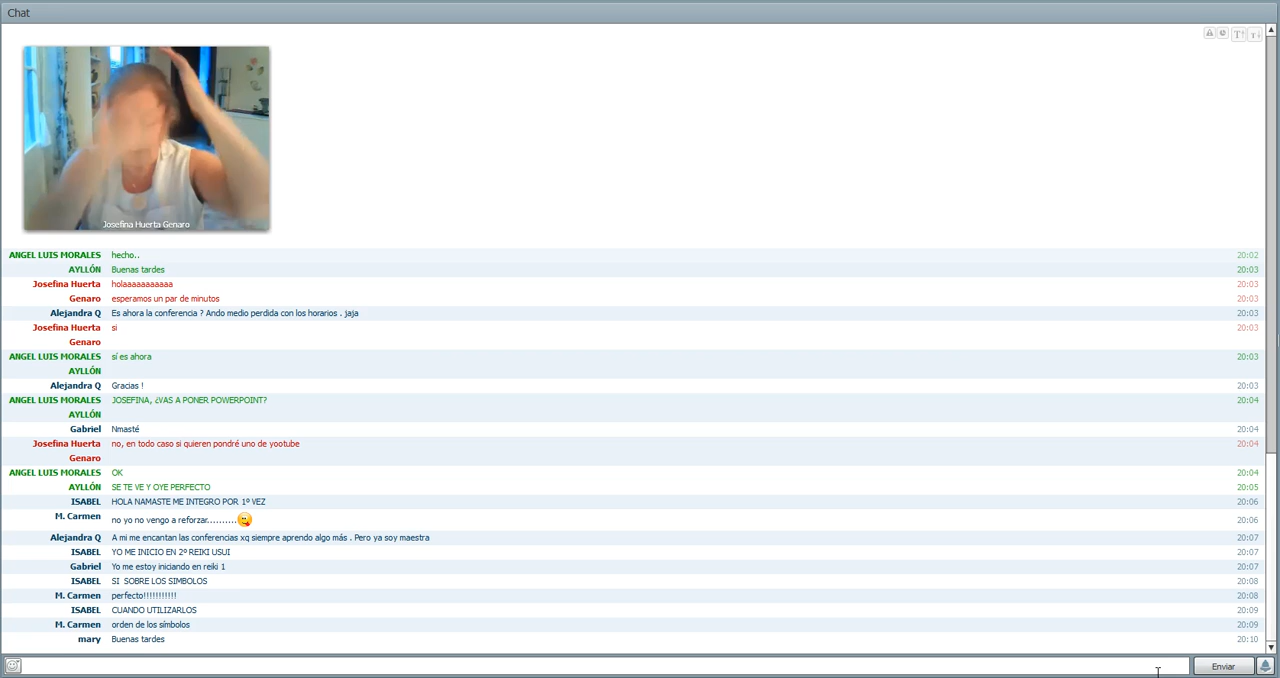 Chat
Josefina Huerta Genaro
ANGEL LUIS MORALES hecho.. 20:02
AYLLÓN Buenas tardes 20:03
Josefina Huerta holaaaaaaaaaaa 20:03
Genaro esperamos un par de minutos 20:03
Alejandra Q Es ahora la conferencia ? Ando medio perdida con los horarios . jaja 20:03
Josefina Huerta si 20:03
Genaro
ANGEL LUIS MORALES sí es ahora 20:03
AYLLÓN
Alejandra Q Gracias ! 20:03
ANGEL LUIS MORALES JOSEFINA, ¿VAS A PONER POWERPOINT? 20:04
AYLLÓN
Gabriel Nmasté 20:04
Josefina Huerta no, en todo caso si quieren pondré uno de yootube 20:04
Genaro
ANGEL LUIS MORALES OK 20:04
AYLLÓN SE TE VE Y OYE PERFECTO 20:05
ISABEL HOLA NAMASTE ME INTEGRO POR 1º VEZ 20:06
M. Carmen no yo no vengo a reforzar.......... 20:06
Alejandra Q A mi me encantan las conferencias xq siempre aprendo algo más . Pero ya soy maestra 20:07
ISABEL YO ME INICIO EN 2º REIKI USUI 20:07
Gabriel Yo me estoy iniciando en reiki 1 20:07
ISABEL SI SOBRE LOS SIMBOLOS 20:08
M. Carmen perfecto!!!!!!!!!!! 20:08
ISABEL CUANDO UTILIZARLOS 20:09
M. Carmen orden de los símbolos 20:09
mary Buenas tardes 20:10
Enviar